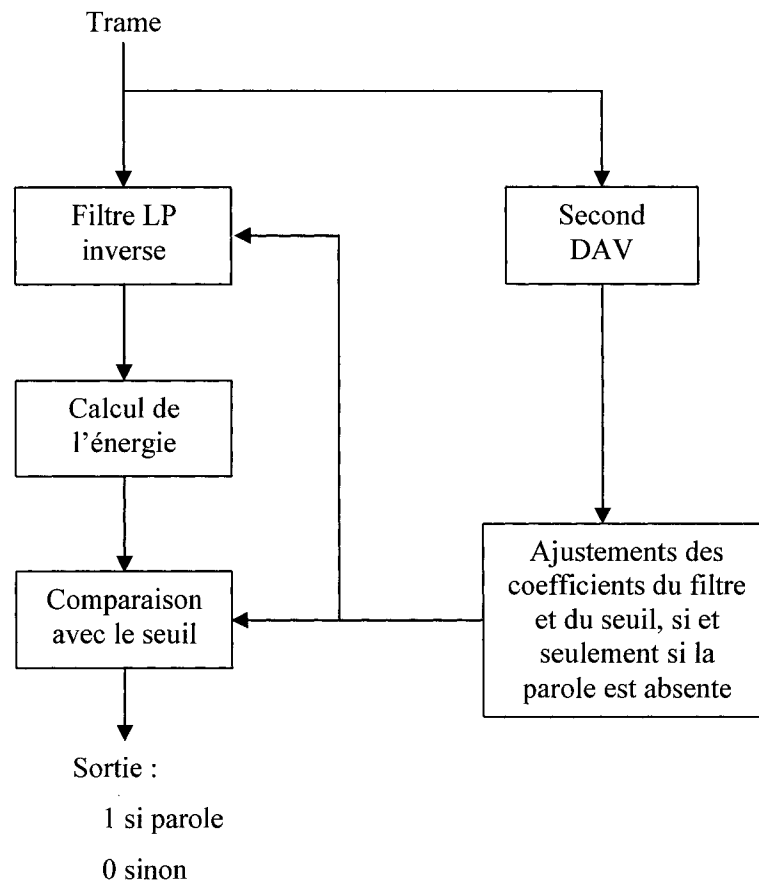 Trame
Filtre LP
inverse
Second
DAV
Calcul de
l'énergie
Comparaison
avec le seuil
Ajustements des
coefficients du filtre
et du seuil, si et
seulement si la
parole est absente
Sortie :
1 si parole
0 sinon